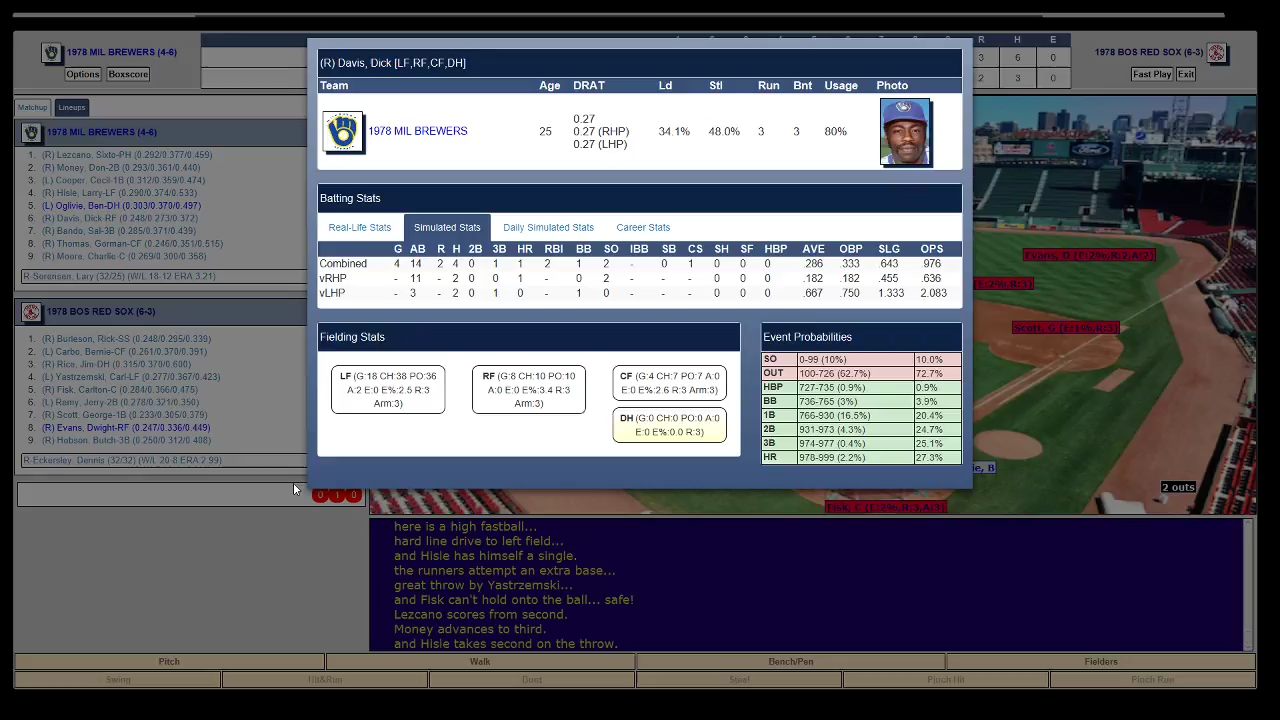 1978 MIL BREWERS (4-6)
Options
Boxscore
R H E
3 6 0
2 3 0
1978 BOS RED SOX (6-3)
Fast Play
Exit
Matchup
Lineups
1978 MIL BREWERS (4-6)
1. (R) Lezcano, Sixto-PH (0.292/0.377/0.459)
2. (R) Money, Don-2B (0.293/0.361/0.440)
3. (L) Cooper, Cecil-1B (0.312/0.359/0.474)
4. (R) Hisle, Larry-LF (0.290/0.374/0.533)
5. (L) Oglivie, Ben-DH (0.303/0.370/0.497)
6. (R) Davis, Dick-RF (0.248/0.273/0.372)
7. (R) Bando, Sal-3B (0.285/0.371/0.439)
8. (L) Thomas, Gorman-CF (0.246/0.351/0.515)
9. (R) Moore, Charlie-C (0.269/0.300/0.358)
R-Sorensen, Lary (32/25) (W/L 18-12 ERA 3.21)
1978 BOS RED SOX (6-3)
1. (R) Burleson, Rick-SS (0.248/0.295/0.339)
2. (L) Carbo, Bernie-CF (0.261/0.370/0.391)
3. (R) Rice, Jim-DH (0.315/0.370/0.600)
4. (L) Yastrzemski, Carl-LF (0.277/0.367/0.423)
5. (R) Fisk, Carlton-C (0.284/0.366/0.475)
6. (L) Remy, Jerry-2B (0.278/0.321/0.350)
7. (R) Scott, George-1B (0.233/0.305/0.379)
8. (R) Evans, Dwight-RF (0.247/0.336/0.449)
9. (R) Hobson, Butch-3B (0.250/0.312/0.408)
R-Eckersley, Dennis (32/32) (W/L 20-8 ERA 2.99)
(R) Davis, Dick [LF,RF,CF,DH]
Team Age DRAT Ld Stl Run Bnt Usage Photo
0.27
1978 MIL BREWERS 25 0.27 (RHP) 34.1% 48.0% 3 3 80%
0.27 (LHP)
Batting Stats
Real-Life Stats Simulated Stats Daily Simulated Stats Career Stats
G AB R H 2B 3B HR RBI BB SO IBB SB CS SH SF HBP AVE OBP SLG OPS
Combined 4 14 2 4 0 1 1 2 1 2 - 0 1 0 0 0 .286 .333 .643 .976
vRHP - 11 - 2 0 0 1 - 0 2 - - - 0 0 0 .182 .182 .455 .636
vLHP - 3 - 2 0 1 0 - 1 0 - - - 0 0 0 .667 .750 1.333 2.083
Fielding Stats
LF (G:18 CH:38 PO:36
A:2 E:0 E%:2.5 R:3
Arm:3)
RF (G:8 CH:10 PO:10
A:0 E:0 E%:3.4 R:3
Arm:3)
CF (G:4 CH:7 PO:7 A:0
E:0 E%:2.6 R:3 Arm:3)
DH (G:0 CH:0 PO:0 A:0
E:0 E%:0.0 R:3)
Event Probabilities
SO 0-99 (10%) 10.0%
OUT 100-726 (62.7%) 72.7%
HBP 727-735 (0.9%) 0.9%
BB 736-765 (3%) 3.9%
1B 766-930 (16.5%) 20.4%
2B 931-973 (4.3%) 24.7%
3B 974-977 (0.4%) 25.1%
HR 978-999 (2.2%) 27.3%
Evans, D (E:2%,R:2,A:2)
Scott, G (E:1%,R:3)
2 outs
Fisk, C (E:2%,R:3,A:3)
here is a high fastball...
hard line drive to left field...
and Hisle has himself a single.
the runners attempt an extra base...
great throw by Yastrzemski...
and Fisk can't hold onto the ball... safe!
Lezcano scores from second.
Money advances to third.
and Hisle takes second on the throw.
Pitch Walk Bench/Pen Fielders
Swing Hit&Run Bunt Steal Pinch Hit Pinch Run